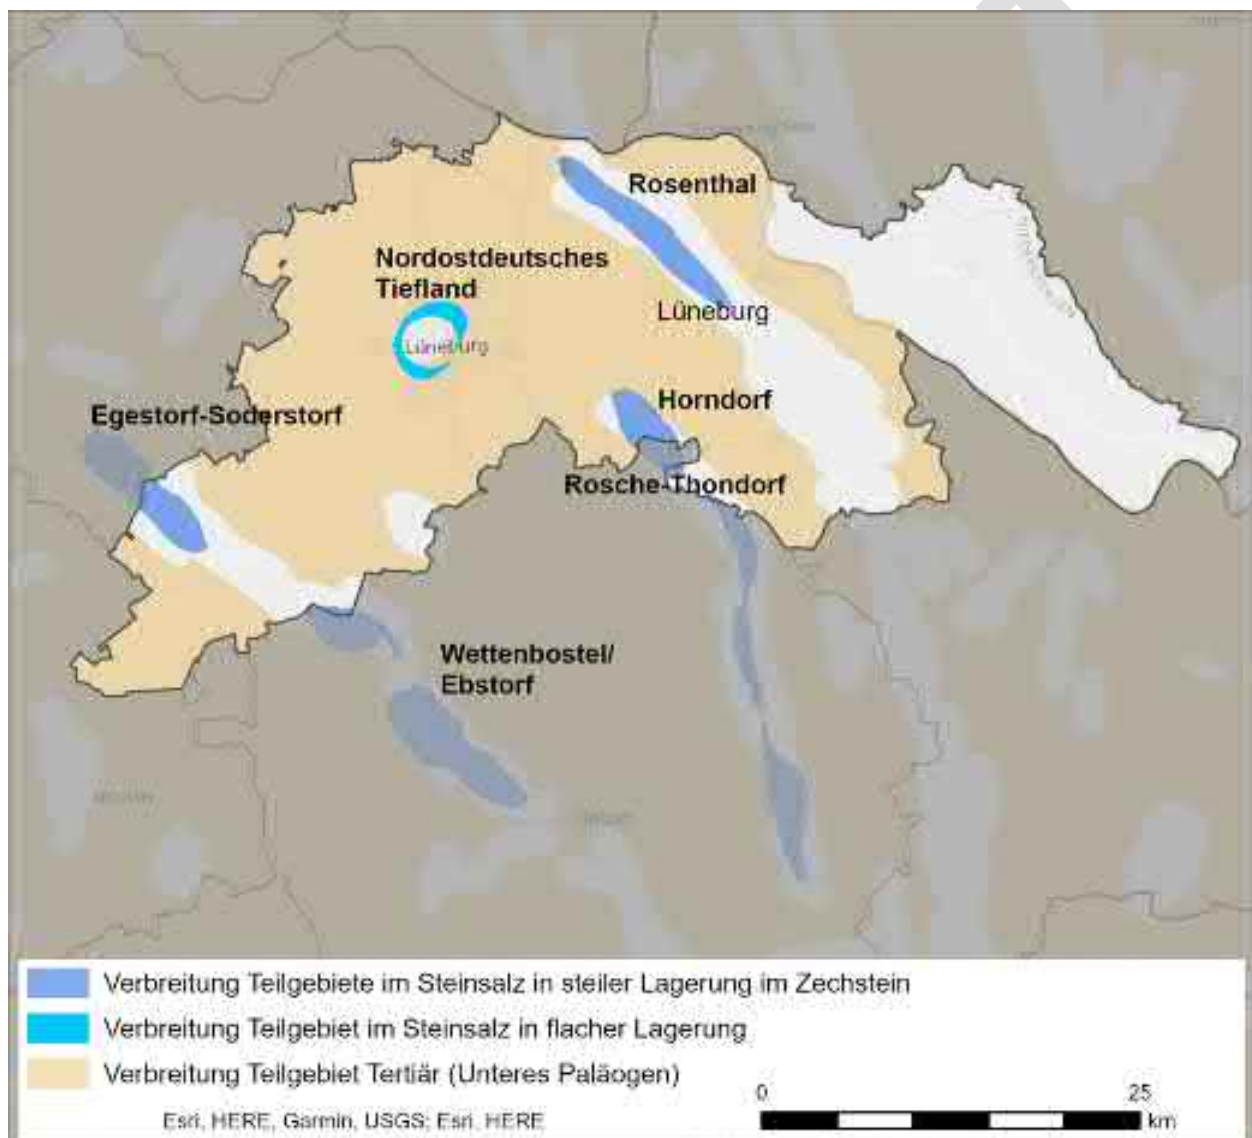 Rosenthal
Nordostdeutsches
Tiefland
Lüneburg
Lüneburg
Egestorf-Soderstorf
Horndorf
Rosche-Thondorf
Wettenbostel/
Ebstorf
Verbreitung Teilgebiete im Steinsalz in steiler Lagerung im Zechstein
Verbreitung Teilgebiet im Steinsalz in flacher Lagerung
Verbreitung Teilgebiet Tertiär (Unteres Paläogen)
0 25
Esri, HERE, Garmin, USGS; Esri, HERE
km